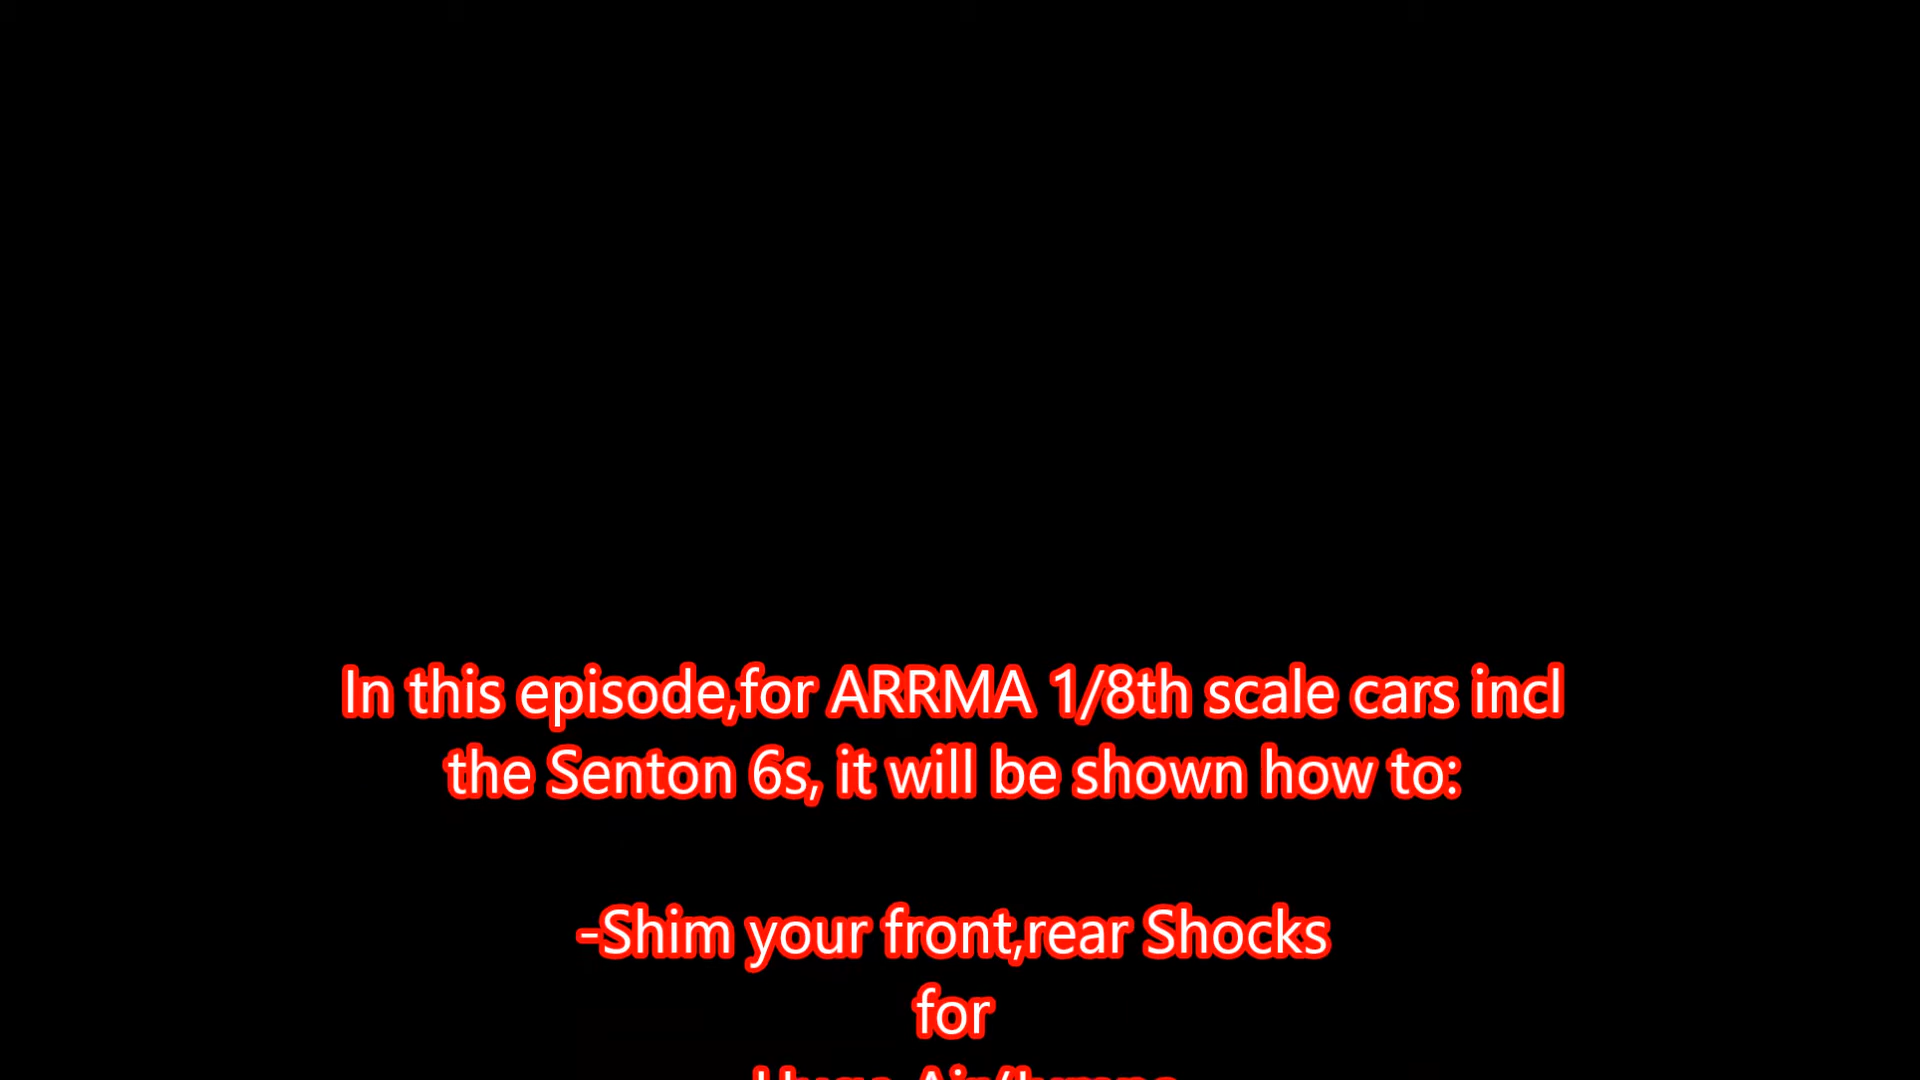 In this episode,for ARRMA 1/8th scale cars incl
the Senton 6s, it will be shown how to:
-Shim your front,rear Shocks
for